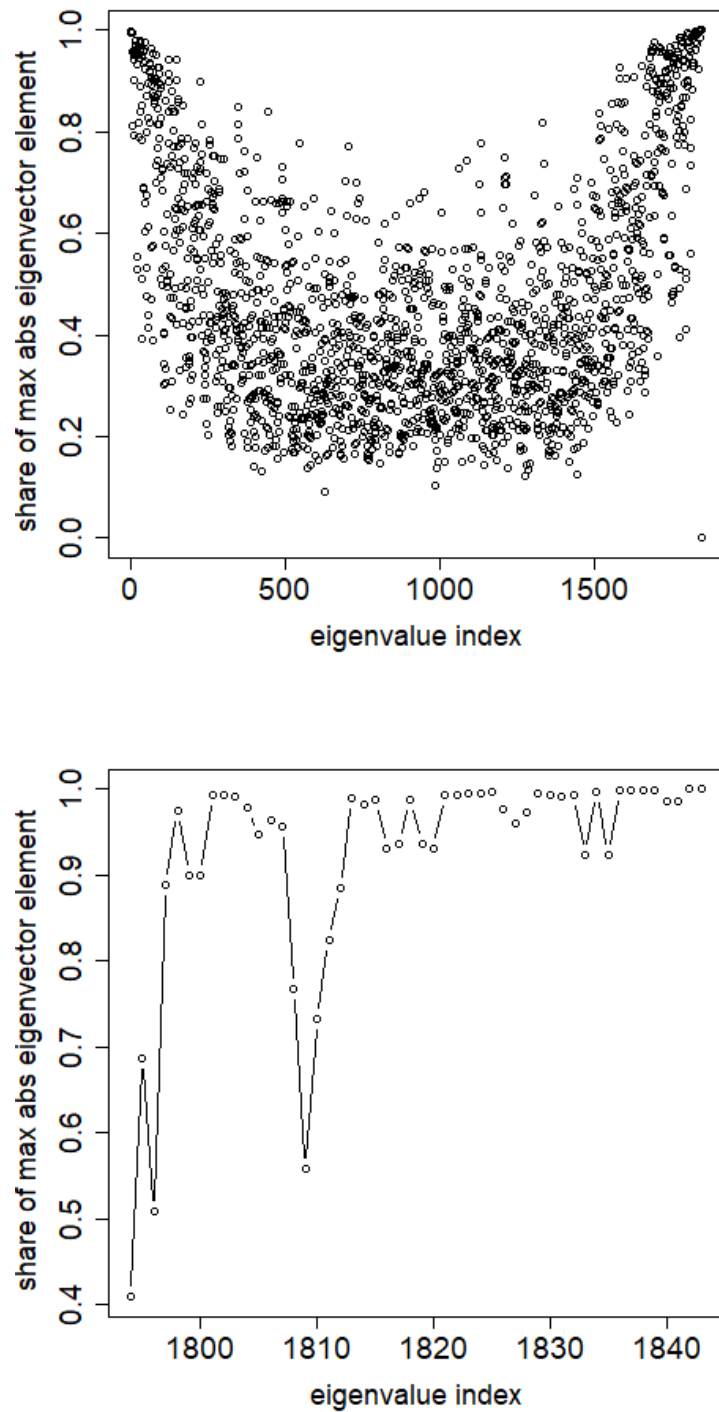 share of max abs eigenvector element
1.0
0.8
0.6
0.4
0.2
0.0
0 500 1000 1500
eigenvalue index
share of max abs eigenvector element
1.0
0.9
0.8
0.7
0.6
0.5
0.4
1800 1810 1820 1830 1840
eigenvalue index